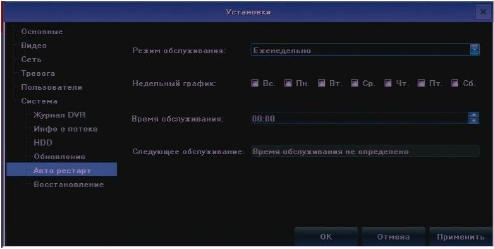 Установки
Основные
Видео
Сеть
Тревога
Пользователи
Система
Журнал DVR
Инфо о потоке
HDD
Обновление
Авто рестарт
Восстановление
Режим обслуживания: Еженедельно
Недельный график: Вс. Пн. Вт. Ср. Чт. Пт. Сб.
Время обслуживания: 00:00
Следующее обслуживание: Время обслуживания не определено
ОК Отмена Применить